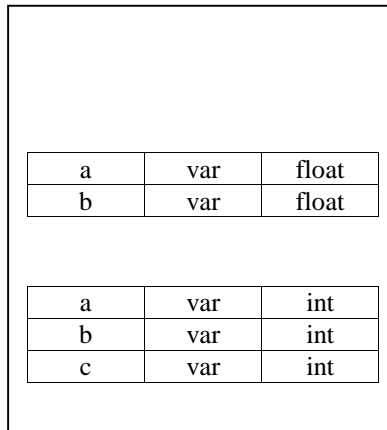 a var float
b var float
a var int
b var int
c var int